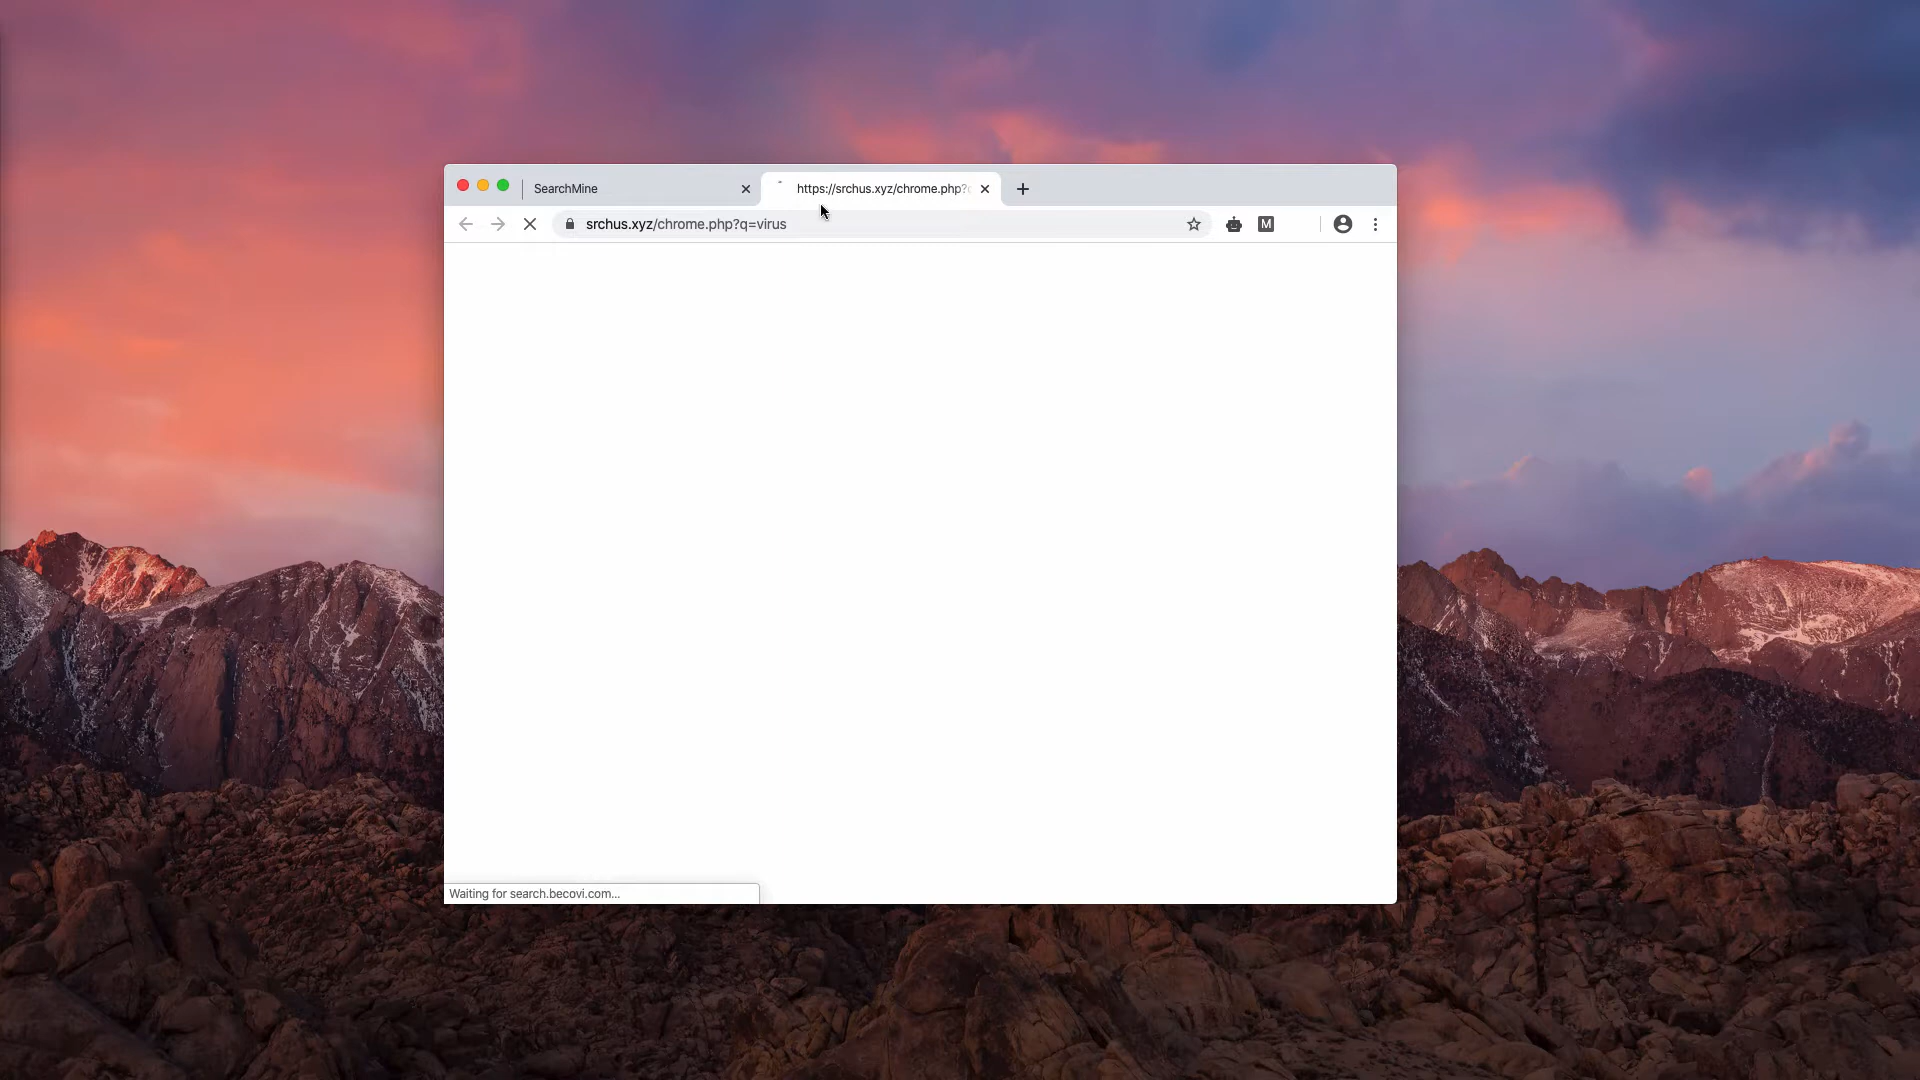 SearchMine
https://srchus.xyz/chrome.php?
srchus.xyz/chrome.php?q=virus
M
Waiting for search.becovi.com...